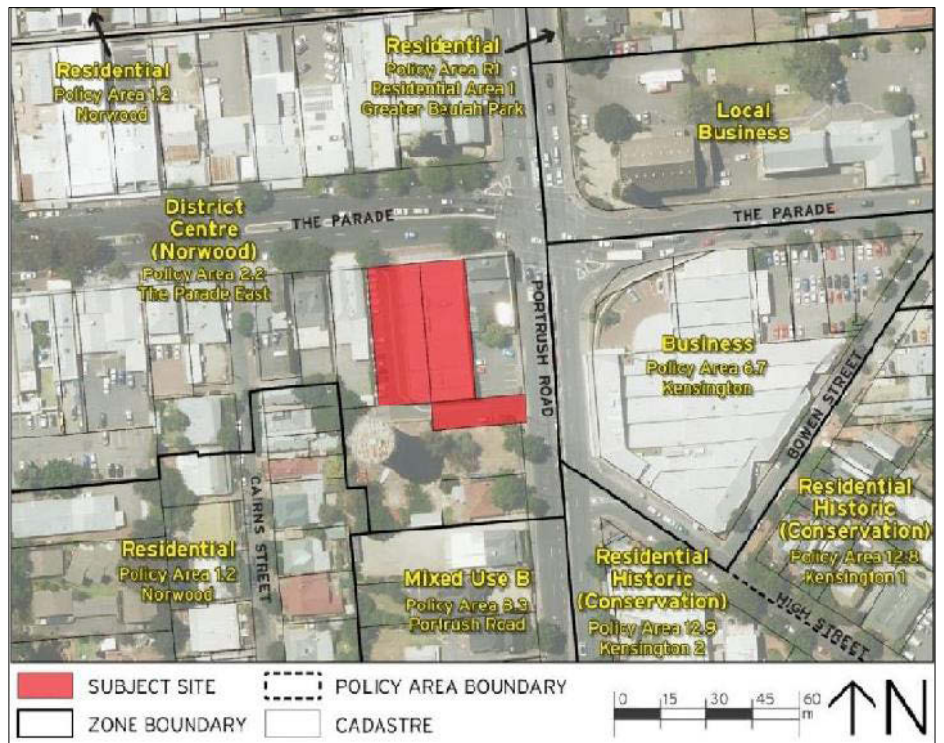 Residential
Policy Area 1.2
Norwood
Residential
Policy Area R1
Residential Area 1
Greater Beulah Park
Local
Business
THE PARADE
THE PARADE
District
Centre
(Norwood)
Policy Area 2.2
The Parade East
PORTRUSH ROAD
Business
Policy Area 6.7
Kensington
BOWEN STREET
CAIRNS STREET
Residential
Policy Area 1.2
Norwood
Mixed Use B
Policy Area 8.3
Portrush Road
Residential
Historic
(Conservation)
Policy Area 12.9
Kensington 2
Residential
Historic
(Conservation)
Policy Area 12.8
Kensington 1
HIGH STREET
SUBJECT SITE
POLICY AREA BOUNDARY
ZONE BOUNDARY
CADASTRE
0 15 30 45 60
m
N